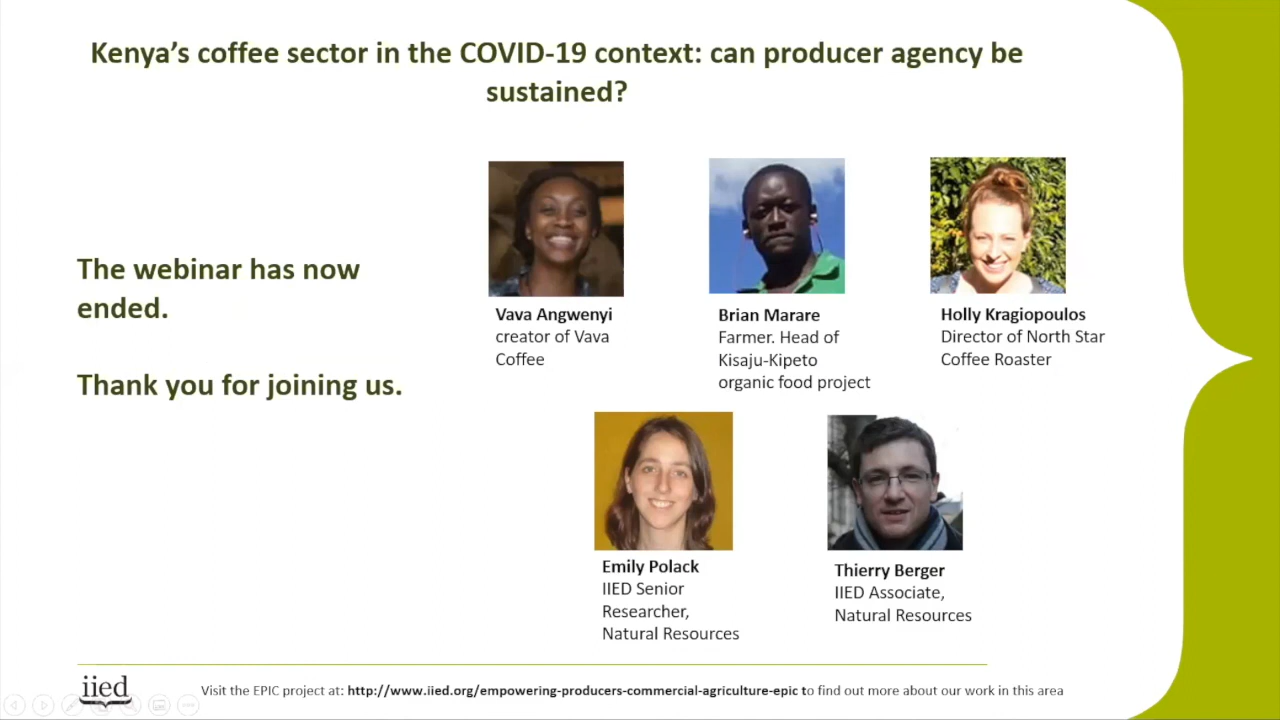 Kenya’s coffee sector in the COVID-19 context: can producer agency be
sustained?
The webinar has now
ended.
Thank you for joining us.
Vava Angwenyi
creator of Vava
Coffee
Brian Marare
Farmer. Head of
Kisaju-Kipeto
organic food project
Holly Kragiopoulos
Director of North Star
Coffee Roaster
Emily Polack
IIED Senior
Researcher,
Natural Resources
Thierry Berger
IIED Associate,
Natural Resources
iied
Visit the EPIC project at: http://www.iied.org/empowering-producers-commercial-agriculture-epic to find out more about our work in this area